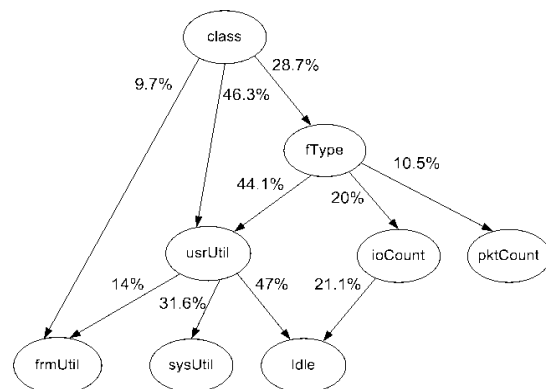 class
9.7%
46.3%
28.7%
fType
44.1%
20%
10.5%
usrUtil
ioCount
pktCount
14%
31.6%
47%
21.1%
frmUtil
sysUtil
Idle